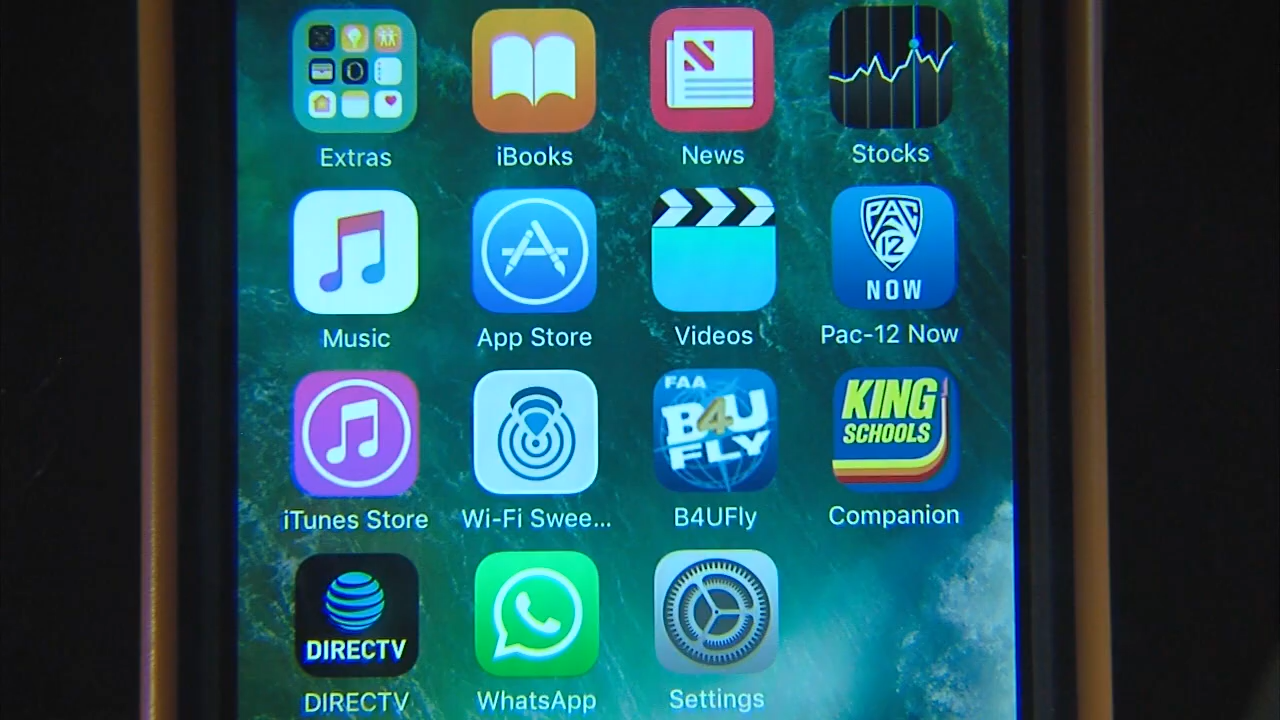 Extras
iBooks
News
Stocks
PAC
12
NOW
Music
App Store
Videos
Pac-12 Now
FAA
B4U
FLY
KING
SCHOOLS
iTunes Store
Wi-Fi Swee...
B4UFly
Companion
DIRECTV
DIRECTV
WhatsApp
Settings